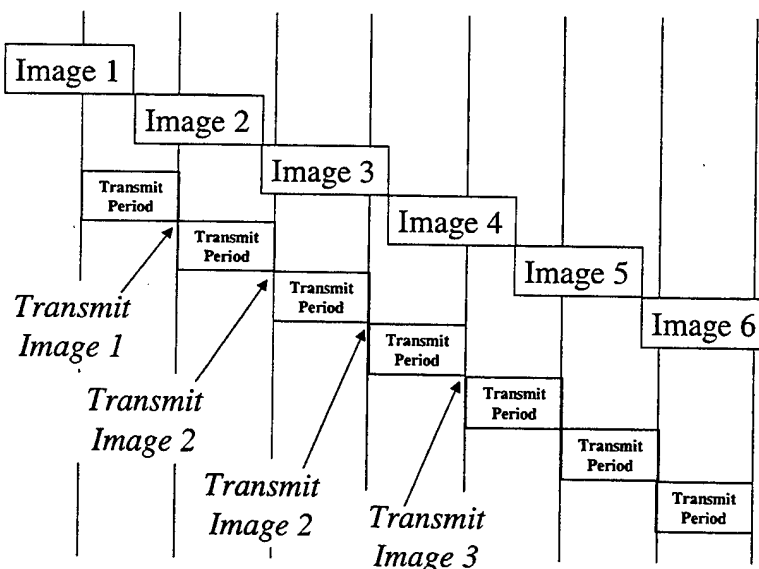 Image 1
Image 2
Image 3
Transmit
Period
Image 4
Transmit
Period
Image 5
Transmit
Period
Transmit
Image 1
Image 6
Transmit
Period
Transmit
Image 2
Transmit
Period
Transmit
Period
Transmit
Image 2
Transmit
Period
Transmit
Image 3